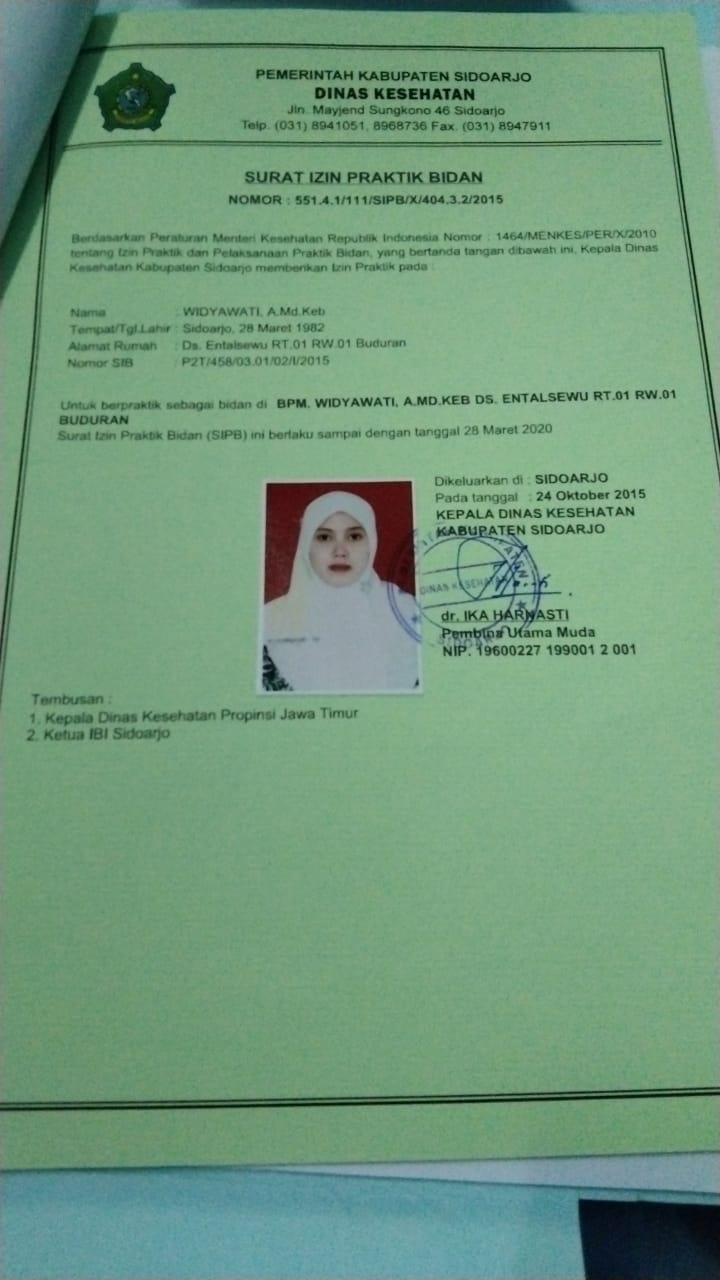 PEMERINTAH KABUPATEN SIDOARJO
DINAS KESEHATAN
Jln. Mayjend Sungkono 46 Sidoarjo
Telp. (031) 8941051, 8968736 Fax. (031) 8947911
SURAT IZIN PRAKTIK BIDAN
NOMOR : 551.4.1/111/SIPB/X/404.3.2/2015
Berdasarkan Peraturan Menteri Kesehatan Republik Indonesia Nomor : 1464/MENKES/PER/X/2010
tentang Izin Praktik dan Pelaksanaan Praktik Bidan, yang bertanda tangan dibawah ini, Kepala Dinas
Kesehatan Kabupaten Sidoarjo memberikan Izin Praktik pada :
Nama : WIDYAWATI, A.Md.Keb
Tempat/Tgl.Lahir : Sidoarjo, 28 Maret 1982
Alamat Rumah : Ds. Entalsewu RT.01 RW.01 Buduran
Nomor SIB : P2T/458/03.01/02/I/2015
Untuk berpraktik sebagai bidan di BPM. WIDYAWATI, A.MD.KEB DS. ENTALSEWU RT.01 RW.01
BUDURAN
Surat Izin Praktik Bidan (SIPB) ini berlaku sampai dengan tanggal 28 Maret 2020
Dikeluarkan di : SIDOARJO
Pada tanggal : 24 Oktober 2015
KEPALA DINAS KESEHATAN
KABUPATEN SIDOARJO
DINAS KESEHATAN
SIDOARJO
dr. IKA HARNASTI
Pembina Utama Muda
NIP. 19600227 199001 2 001
Tembusan :
1. Kepala Dinas Kesehatan Propinsi Jawa Timur
2. Ketua IBI Sidoarjo